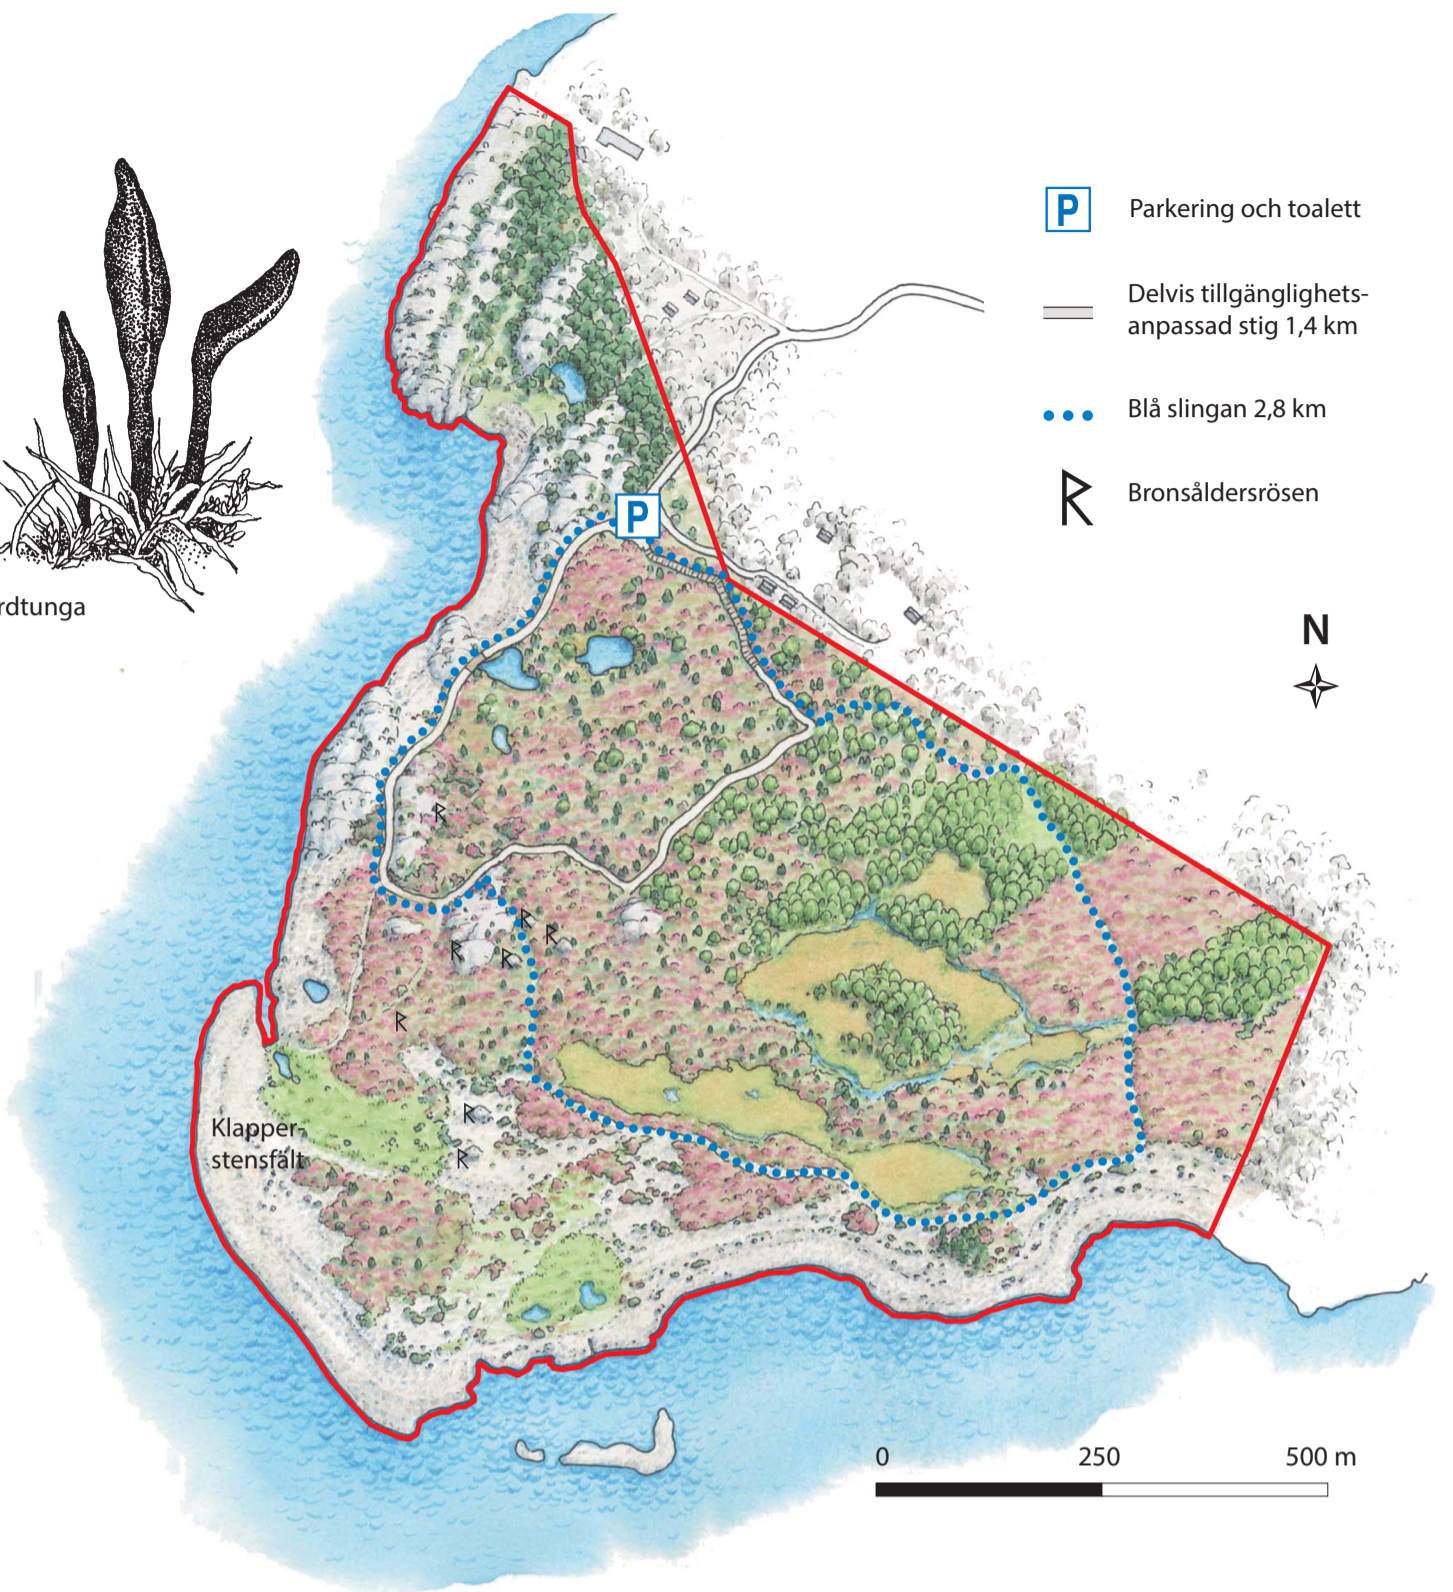 P
Parkering och toalett
Delvis tillgänglighets-
anpassad stig 1,4 km
Blå slingan 2,8 km
R
Bronsåldersrösen
N
P
rdtunga
R
R
R
R
R
R
R
R
Klapper-
stensfält
0 250 500 m